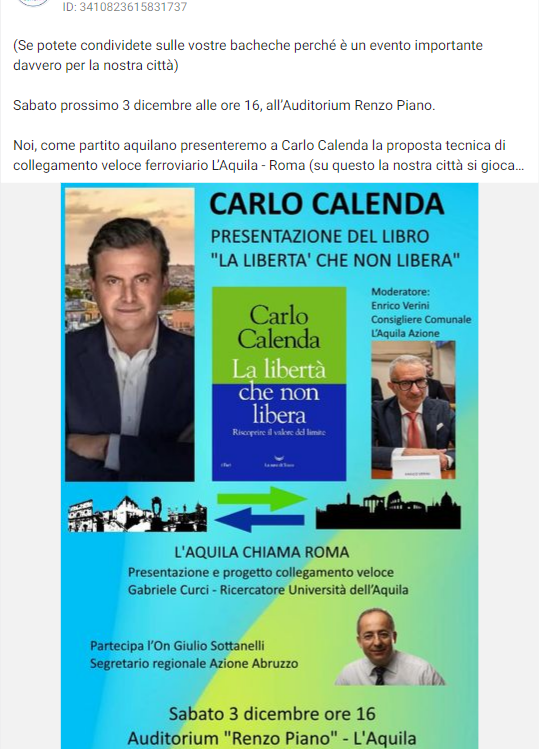 ID: 3410823615831737
(Se potete condividete sulle vostre bacheche perché è un evento importante
davvero per la nostra città)
Sabato prossimo 3 dicembre alle ore 16, all’Auditorium Renzo Piano.
Noi, come partito aquilano presenteremo a Carlo Calenda la proposta tecnica di
collegamento veloce ferroviario L’Aquila - Roma (su questo la nostra città si gioca...
CARLO CALENDA
PRESENTAZIONE DEL LIBRO
"LA LIBERTA' CHE NON LIBERA"
Moderatore:
Enrico Verini
Consigliere Comunale
L'Aquila Azione
Carlo
Calenda
La libertà
che non
libera
Riscoprire il valore del limite
La nave di Teseo
L'AQUILA CHIAMA ROMA
Presentazione e progetto collegamento veloce
Gabriele Curci - Ricercatore Università dell'Aquila
Partecipa l'On Giulio Sottanelli
Segretario regionale Azione Abruzzo
Sabato 3 dicembre ore 16
Auditorium "Renzo Piano" - L'Aquila